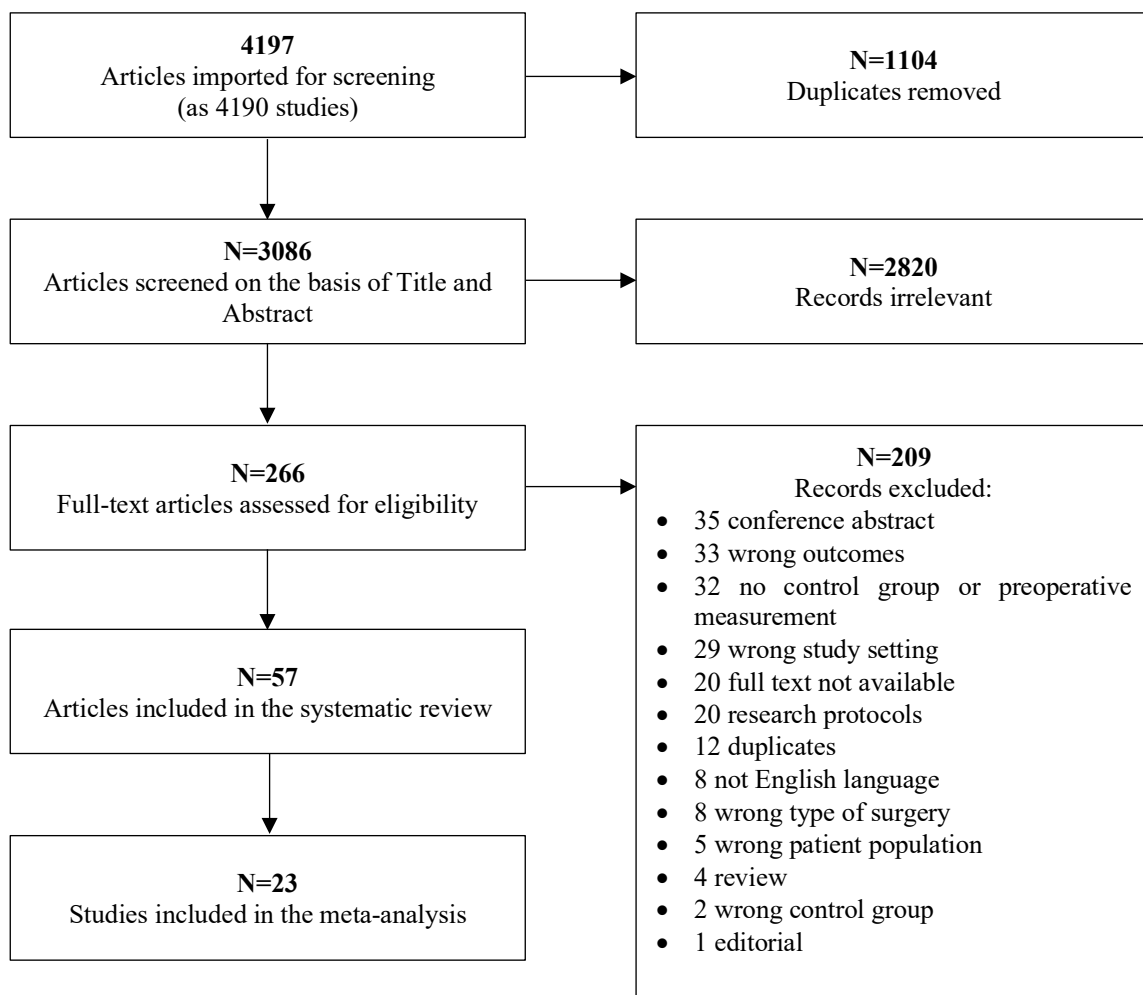 4197
Articles imported for screening
(as 4190 studies)
N=1104
Duplicates removed
N=3086
Articles screened on the basis of Title and
Abstract
N=2820
Records irrelevant
N=266
Full-text articles assessed for eligibility
N=209
Records excluded:
• 35 conference abstract
• 33 wrong outcomes
• 32 no control group or preoperative
measurement
• 29 wrong study setting
• 20 full text not available
• 20 research protocols
• 12 duplicates
• 8 not English language
• 8 wrong type of surgery
• 5 wrong patient population
• 4 review
• 2 wrong control group
• 1 editorial
N=57
Articles included in the systematic review
N=23
Studies included in the meta-analysis